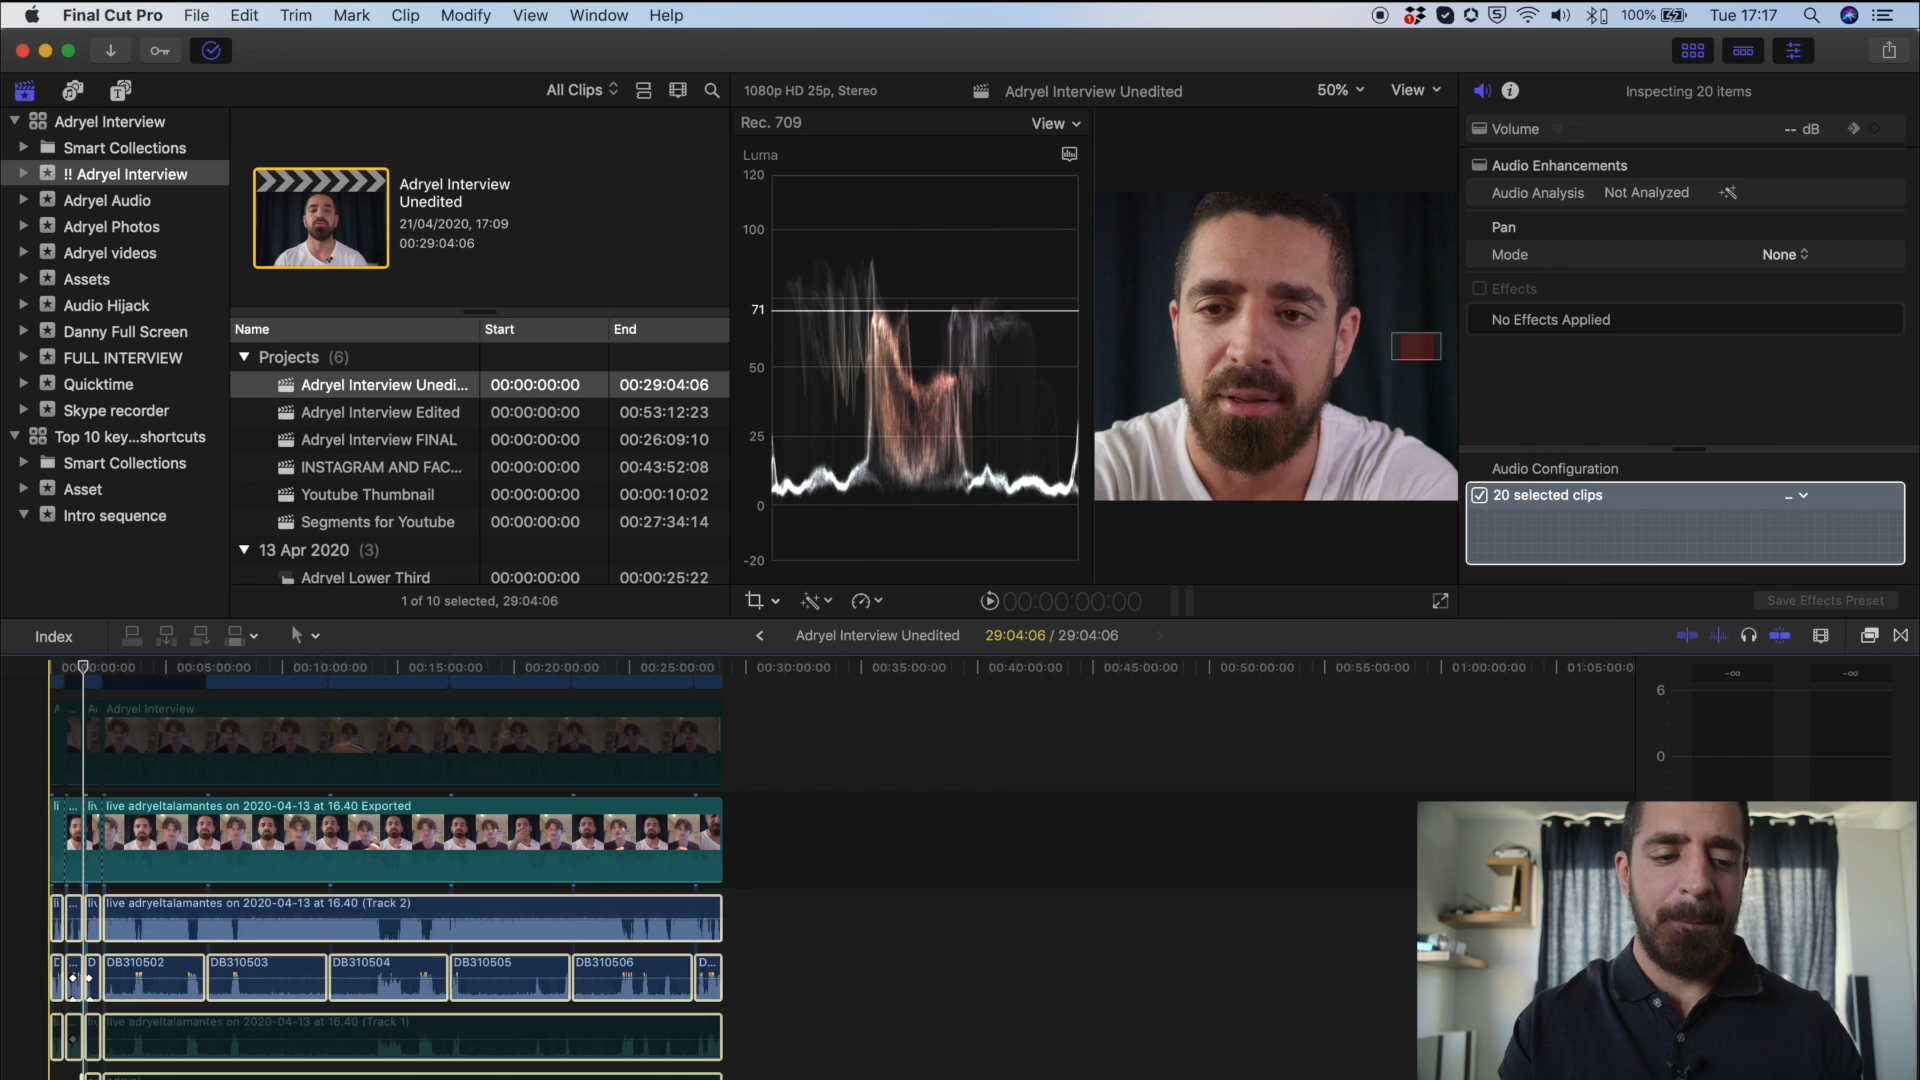 Final Cut Pro File Edit Trim Mark Clip Modify View Window Help
1 5 100% Tue 17:17
All Clips
1080p HD 25p, Stereo
Adryel Interview Unedited
50%
View
Inspecting 20 items
Adryel Interview
Smart Collections
!! Adryel Interview
Adryel Audio
Adryel Photos
Adryel videos
Assets
Audio Hijack
Danny Full Screen
FULL INTERVIEW
Quicktime
Skype recorder
Top 10 key...shortcuts
Smart Collections
Asset
Intro sequence
Adryel Interview
Unedited
21/04/2020, 17:09
00:29:04:06
Name Start End
Projects (6)
Adryel Interview Unedi... 00:00:00:00 00:29:04:06
Adryel Interview Edited 00:00:00:00 00:53:12:23
Adryel Interview FINAL 00:00:00:00 00:26:09:10
INSTAGRAM AND FAC... 00:00:00:00 00:43:52:08
Youtube Thumbnail 00:00:00:00 00:00:10:02
Segments for Youtube 00:00:00:00 00:27:34:14
13 Apr 2020 (3)
Adryel Lower Third 00:00:00:00 00:00:25:22
1 of 10 selected, 29:04:06
Rec. 709
View
Luma
120
100
71
50
25
0
-20
00:00:00:00
Volume -- dB
Audio Enhancements
Audio Analysis Not Analyzed
Pan
Mode None
Effects
No Effects Applied
Audio Configuration
20 selected clips
Save Effects Preset
Index
Adryel Interview Unedited 29:04:06 / 29:04:06
00:05:00:00 00:10:00:00 00:15:00:00 00:20:00:00 00:25:00:00 00:30:00:00 00:35:00:00 00:40:00:00 00:45:00:00 00:50:00:00 00:55:00:00 01:00:00:00 01:05:00:0
-∞ -∞
6
0
Adryel Interview
live adryeltalamantes on 2020-04-13 at 16.40 Exported
live adryeltalamantes on 2020-04-13 at 16.40 (Track 2)
D ... D DB310502 DB310503 DB310504 DB310505 DB310506 D...
live adryeltalamantes on 2020-04-13 at 16.40 (Track 1)